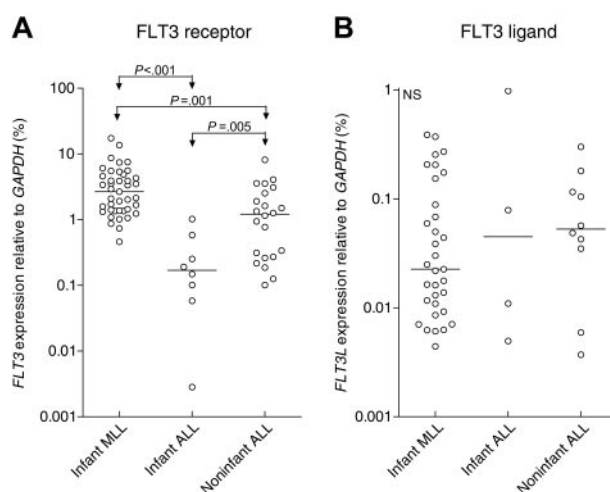 A
FLT3 receptor
FLT3 expression relative to GAPDH (%)
100
10
1
0.1
0.01
0.001
P<.001
P=.001
P=.005
Infant MLL
Infant ALL
Noninfant ALL
B
FLT3 ligand
FLT3L expression relative to GAPDH (%)
1
0.1
0.01
0.001
NS
Infant MLL
Infant ALL
Noninfant ALL